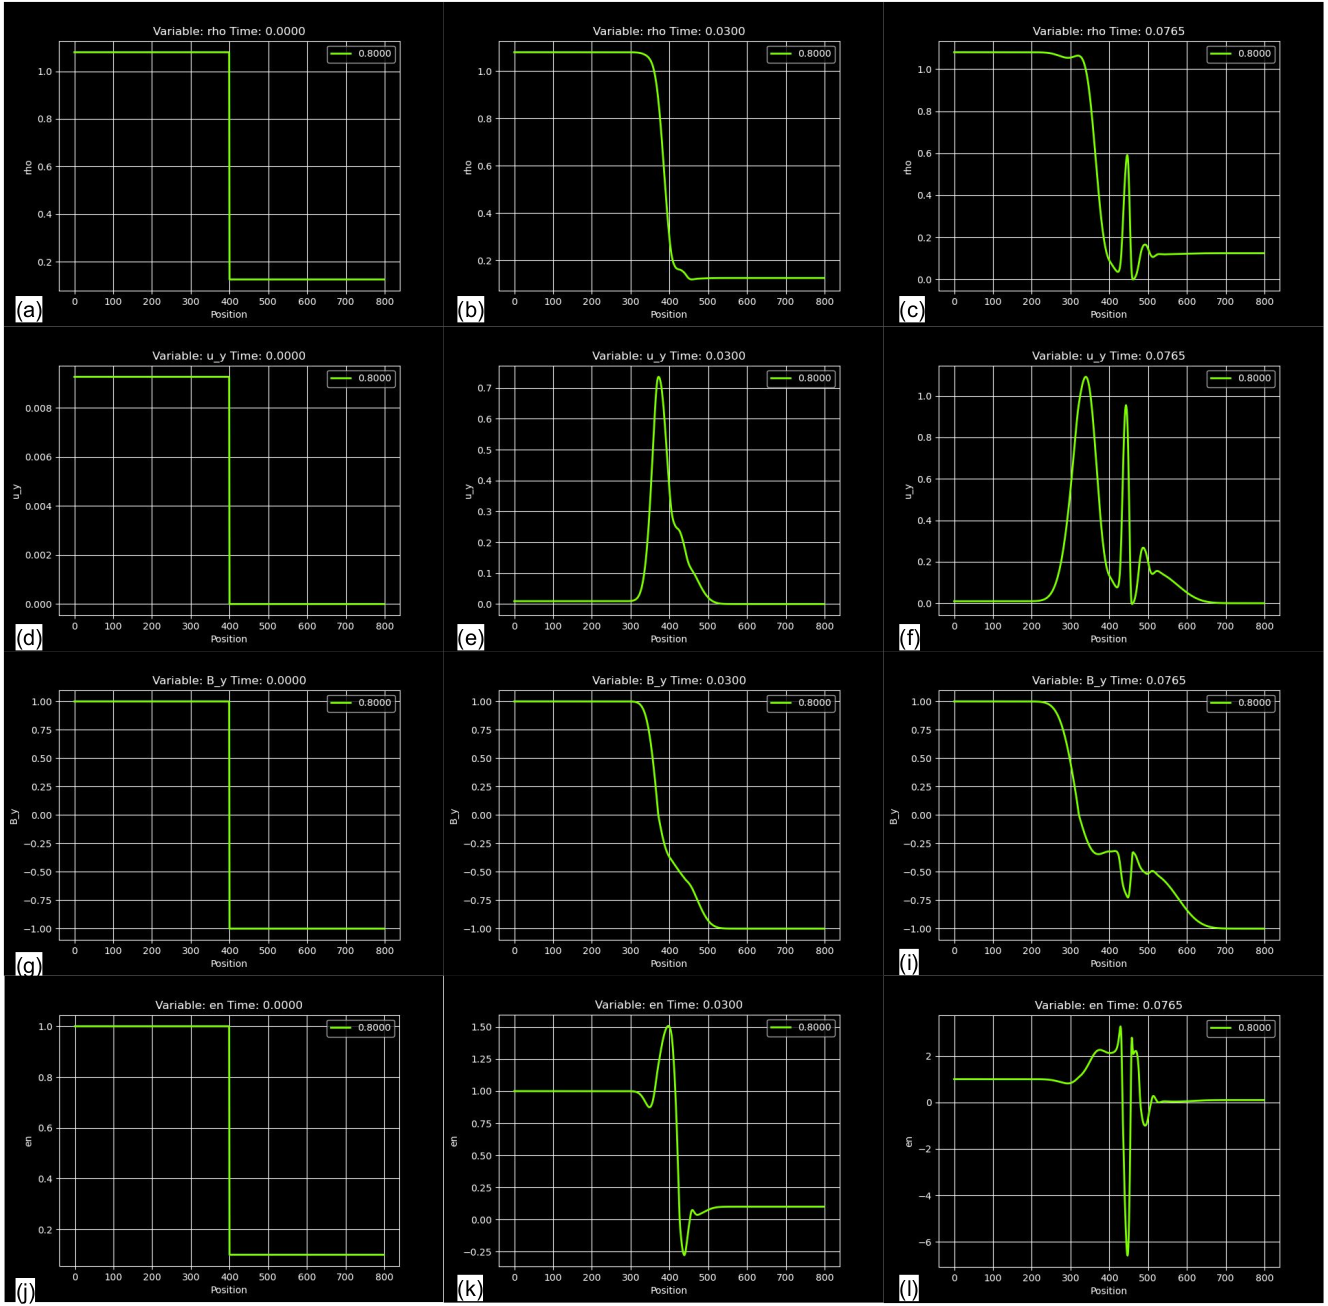 Variable: rho Time: 0.0000
0.8000
1.0
0.8
0.6
0.4
0.2
rho
0 100 200 300 400 500 600 700 800
Position
(a)
Variable: rho Time: 0.0300
0.8000
1.0
0.8
0.6
0.4
0.2
rho
0 100 200 300 400 500 600 700 800
Position
(b)
Variable: rho Time: 0.0765
0.8000
1.0
0.8
0.6
0.4
0.2
0.0
rho
0 100 200 300 400 500 600 700 800
Position
(c)
Variable: u_y Time: 0.0000
0.8000
0.008
0.006
0.004
0.002
0.000
u_y
0 100 200 300 400 500 600 700 800
Position
(d)
Variable: u_y Time: 0.0300
0.8000
0.7
0.6
0.5
0.4
0.3
0.2
0.1
0.0
u_y
0 100 200 300 400 500 600 700 800
Position
(e)
Variable: u_y Time: 0.0765
0.8000
1.0
0.8
0.6
0.4
0.2
0.0
u_y
0 100 200 300 400 500 600 700 800
Position
(f)
Variable: B_y Time: 0.0000
0.8000
1.00
0.75
0.50
0.25
0.00
−0.25
−0.50
−0.75
−1.00
B_y
0 100 200 300 400 500 600 700 800
Position
(g)
Variable: B_y Time: 0.0300
0.8000
1.00
0.75
0.50
0.25
0.00
−0.25
−0.50
−0.75
−1.00
B_y
0 100 200 300 400 500 600 700 800
Position
(h)
Variable: B_y Time: 0.0765
0.8000
1.00
0.75
0.50
0.25
0.00
−0.25
−0.50
−0.75
−1.00
B_y
0 100 200 300 400 500 600 700 800
Position
(i)
Variable: en Time: 0.0000
0.8000
1.0
0.8
0.6
0.4
0.2
en
0 100 200 300 400 500 600 700 800
Position
(j)
Variable: en Time: 0.0300
0.8000
1.50
1.25
1.00
0.75
0.50
0.25
0.00
−0.25
en
0 100 200 300 400 500 600 700 800
Position
(k)
Variable: en Time: 0.0765
0.8000
2
0
−2
−4
−6
en
0 100 200 300 400 500 600 700 800
Position
(l)